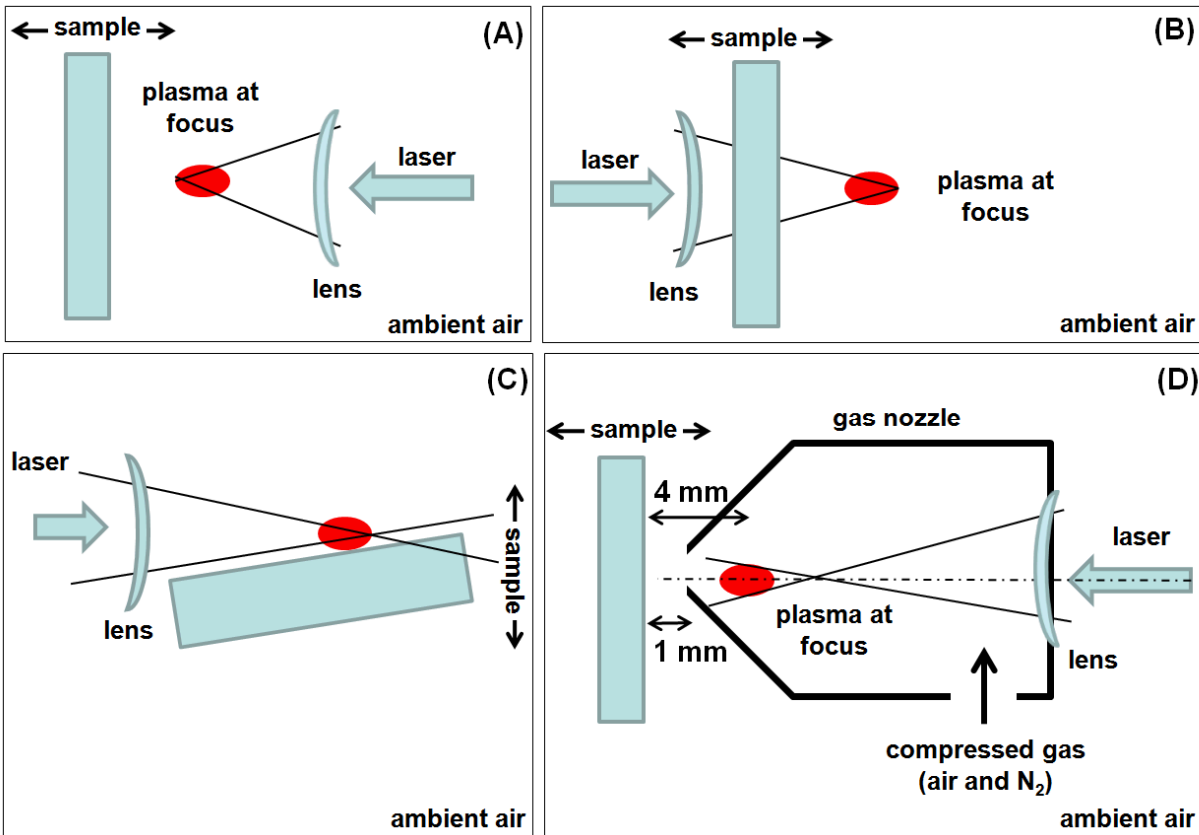 (A)
sample
plasma at
focus
laser
lens
ambient air
(B)
sample
laser
plasma at
focus
lens
ambient air
(C)
laser
sample
lens
ambient air
(D)
sample
gas nozzle
4 mm
laser
plasma at
focus
1 mm
lens
compressed gas
(air and N₂)
ambient air